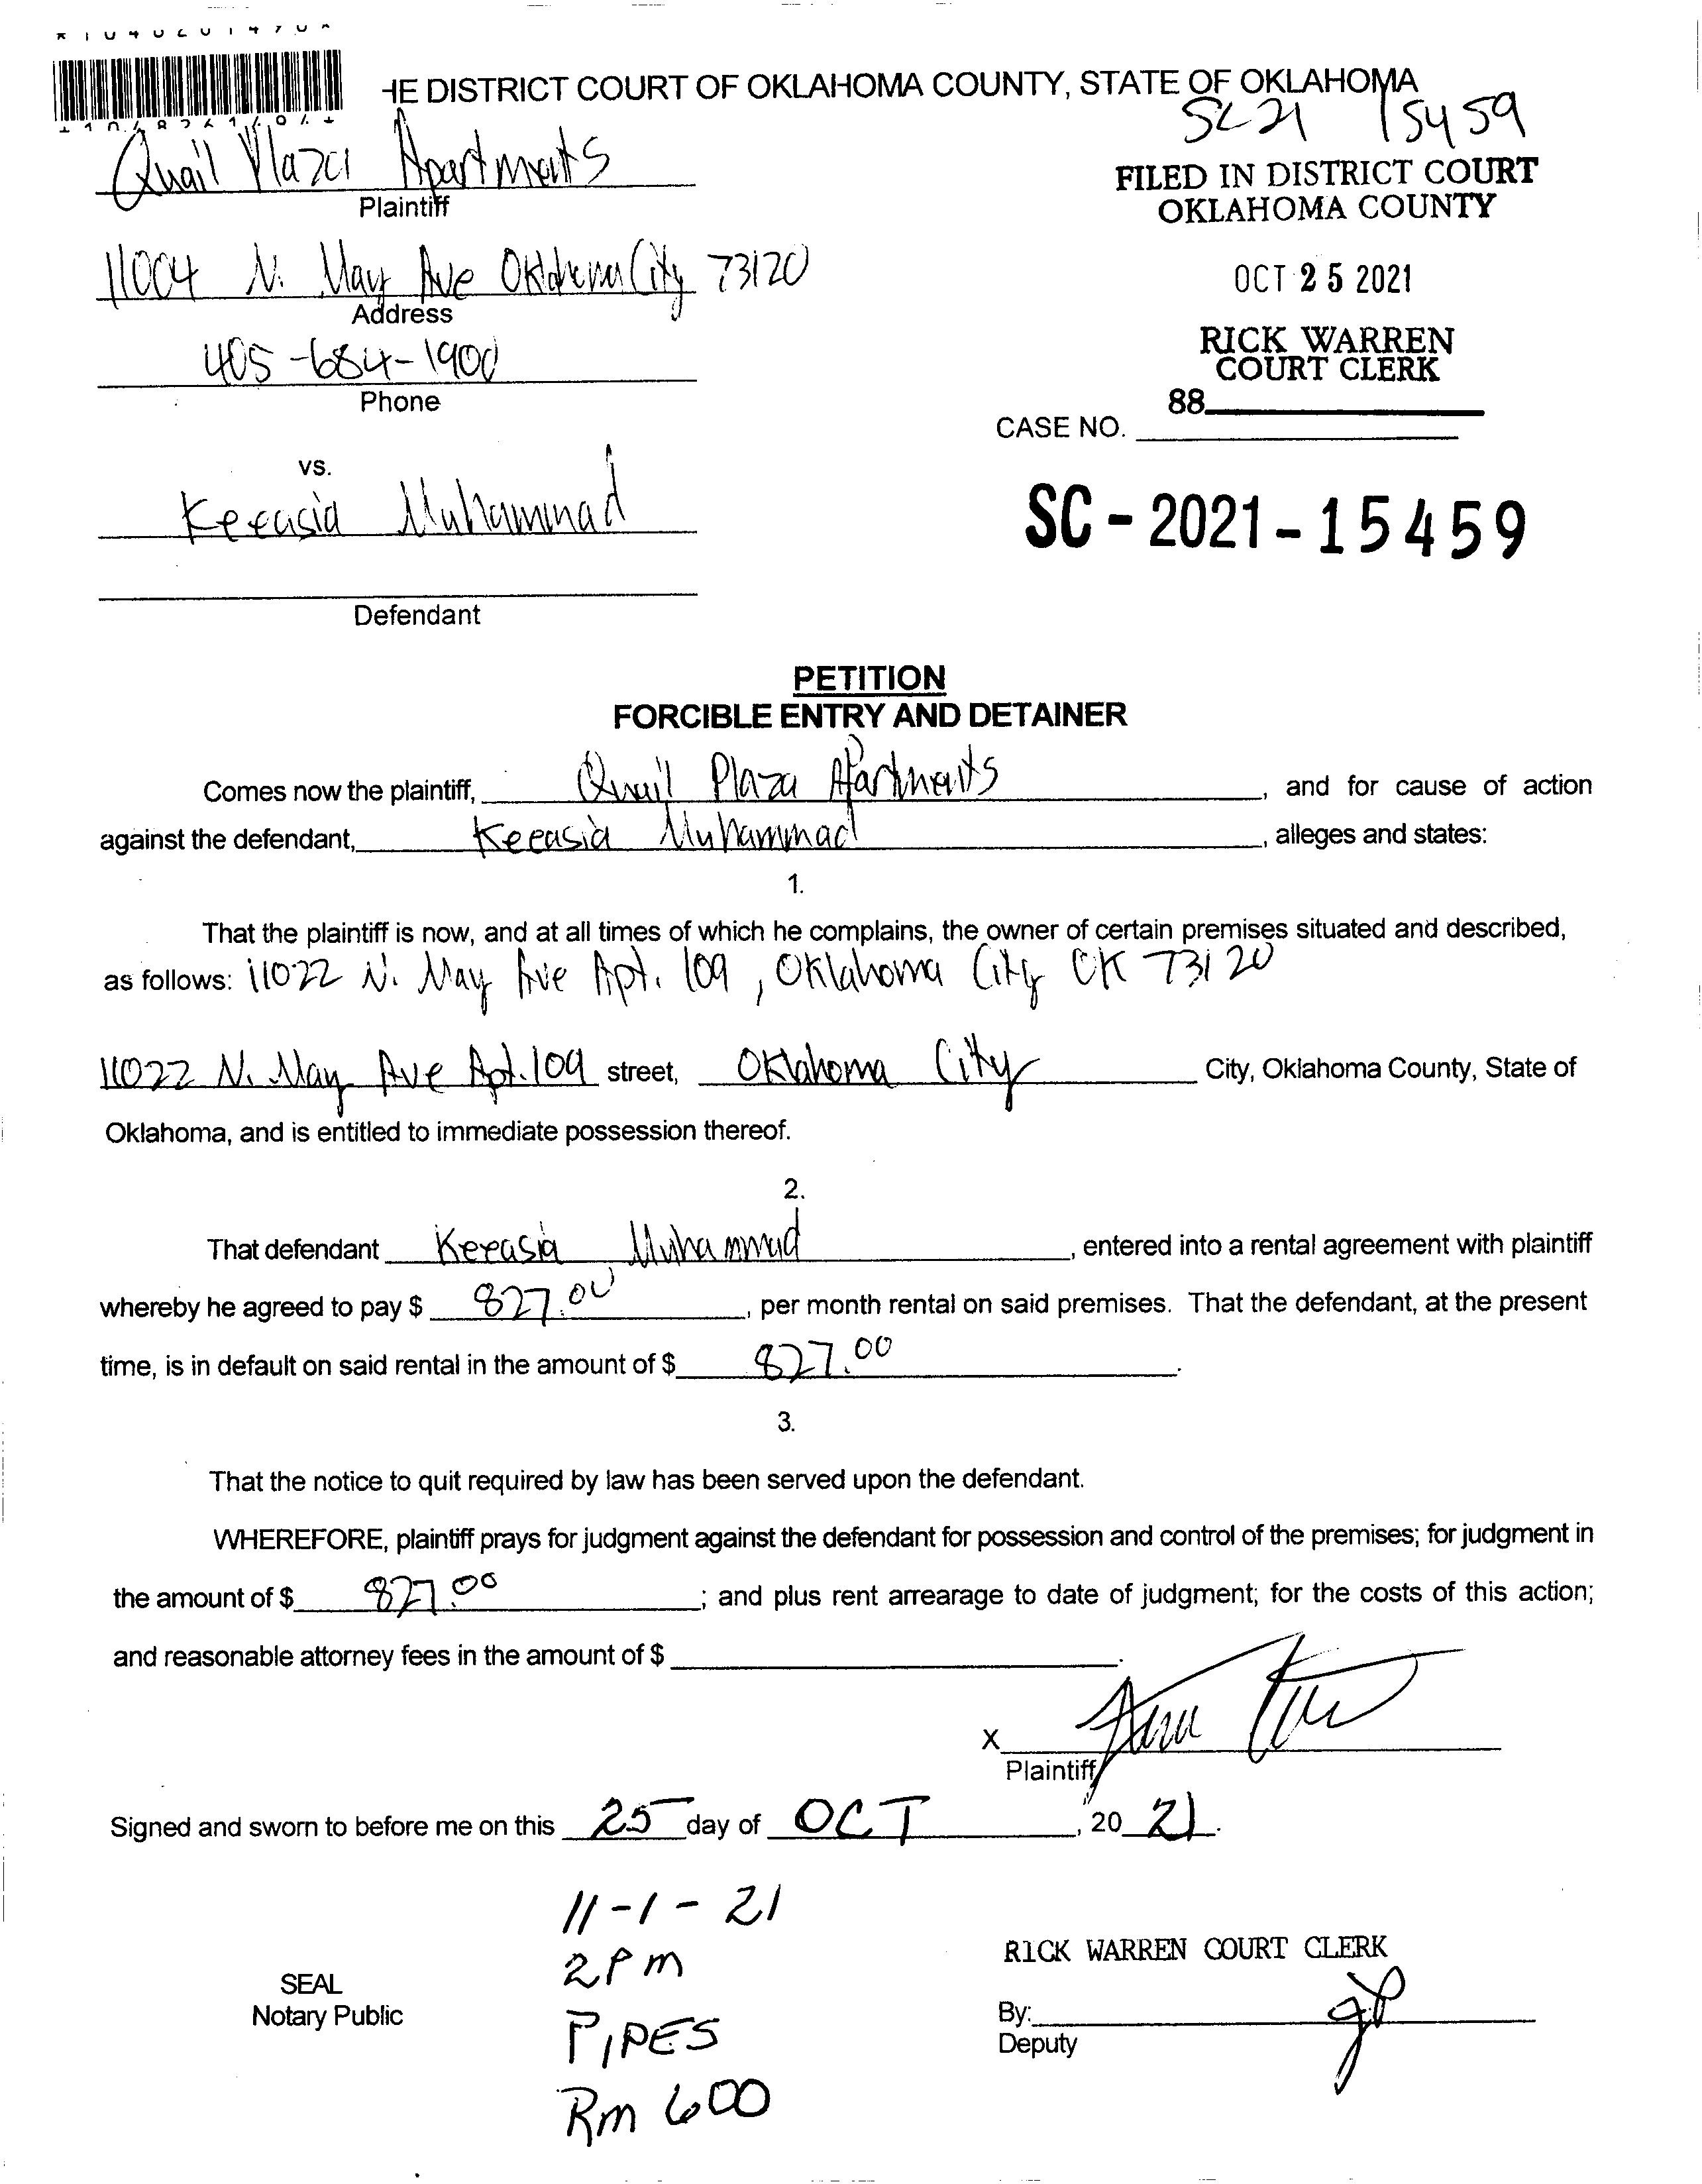 HE DISTRICT COURT OF OKLAHOMA COUNTY, STATE OF OKLAHOMA
SC21 15459
Quail Plaza Apartments
Plaintiff
FILED IN DISTRICT COURT
OKLAHOMA COUNTY
11004 N. May Ave Oklahoma City 73120
Address
OCT 25 2021
405-684-1900
Phone
RICK WARREN
COURT CLERK
88
CASE NO.
vs.
Keeasia Muhammad
SC-2021-15459
Defendant
PETITION
FORCIBLE ENTRY AND DETAINER
Comes now the plaintiff, Quail Plaza Apartments, and for cause of action
against the defendant, Keeasia Muhammad, alleges and states:
1.
That the plaintiff is now, and at all times of which he complains, the owner of certain premises situated and described,
as follows: 11022 N. May Ave Apt. 109, Oklahoma City OK 73120
11022 N. May Ave Apt. 109 street, Oklahoma City City, Oklahoma County, State of
Oklahoma, and is entitled to immediate possession thereof.
2.
That defendant Keeasia Muhammad, entered into a rental agreement with plaintiff
whereby he agreed to pay $ 827.00, per month rental on said premises. That the defendant, at the present
time, is in default on said rental in the amount of $ 827.00.
3.
That the notice to quit required by law has been served upon the defendant.
WHEREFORE, plaintiff prays for judgment against the defendant for possession and control of the premises; for judgment in
the amount of $ 827.00; and plus rent arrearage to date of judgment; for the costs of this action;
and reasonable attorney fees in the amount of $
X
Plaintiff
Signed and sworn to before me on this 25 day of OCT, 20 21.
11-1-21
2PM
PIPES
Rm 600
SEAL
Notary Public
RICK WARREN COURT CLERK
By:
Deputy